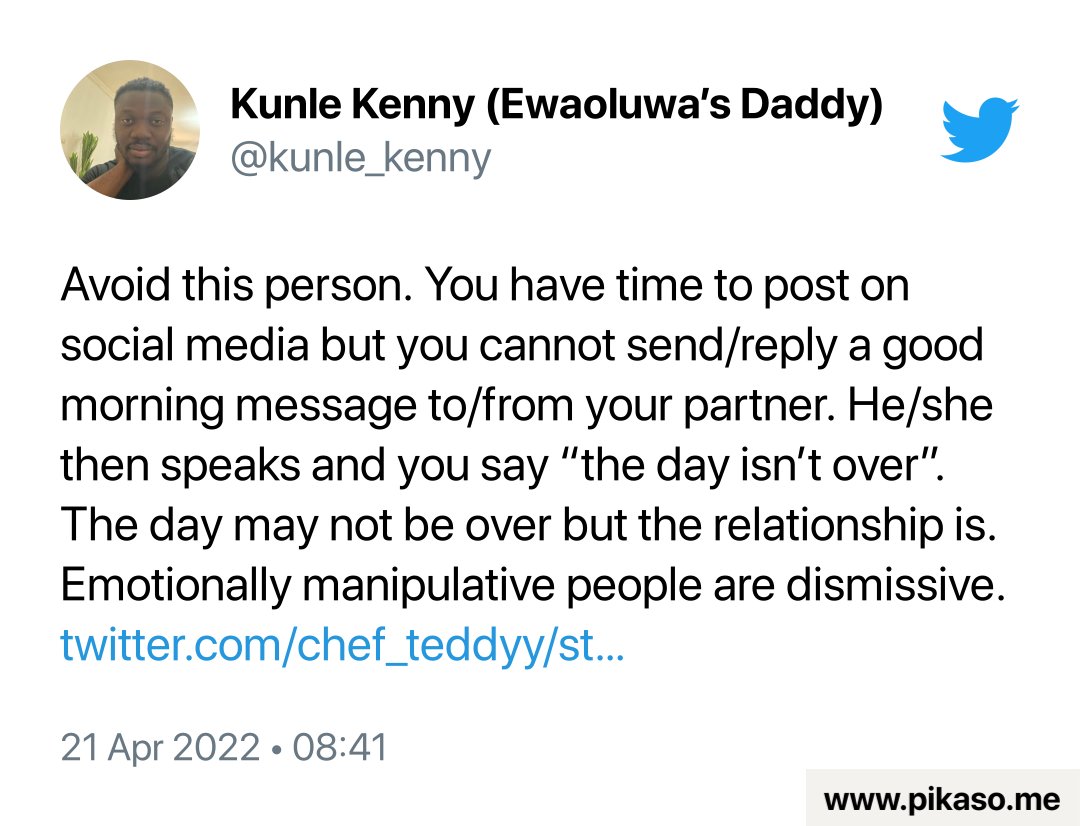 Kunle Kenny (Ewaoluwa’s Daddy)
@kunle_kenny
Avoid this person. You have time to post on
social media but you cannot send/reply a good
morning message to/from your partner. He/she
then speaks and you say “the day isn’t over”.
The day may not be over but the relationship is.
Emotionally manipulative people are dismissive.
twitter.com/chef_teddyy/st...
21 Apr 2022 • 08:41
www.pikaso.me